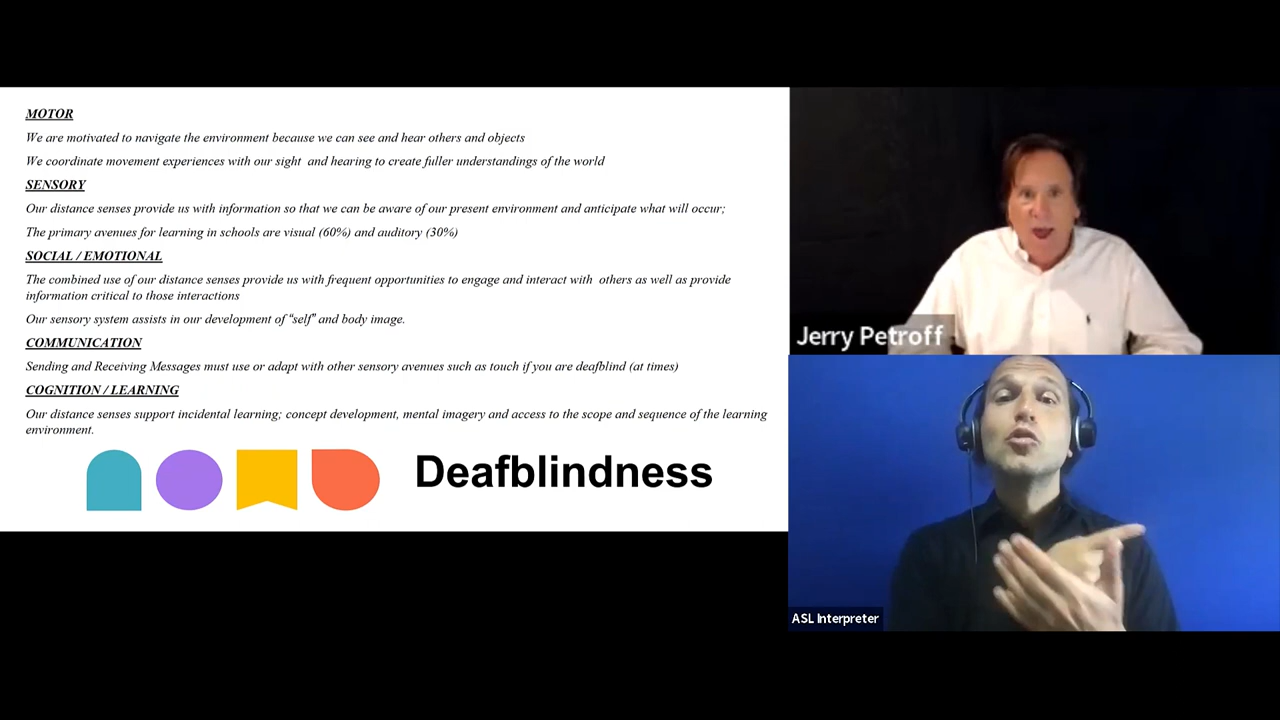 MOTOR
We are motivated to navigate the environment because we can see and hear others and objects
We coordinate movement experiences with our sight and hearing to create fuller understandings of the world
SENSORY
Our distance senses provide us with information so that we can be aware of our present environment and anticipate what will occur;
The primary avenues for learning in schools are visual (60%) and auditory (30%)
SOCIAL / EMOTIONAL
The combined use of our distance senses provide us with frequent opportunities to engage and interact with others as well as provide
information critical to those interactions
Our sensory system assists in our development of "self" and body image.
COMMUNICATION
Sending and Receiving Messages must use or adapt with other sensory avenues such as touch if you are deafblind (at times)
COGNITION / LEARNING
Our distance senses support incidental learning; concept development, mental imagery and access to the scope and sequence of the learning
environment.
Deafblindness
Jerry Petroff
ASL Interpreter